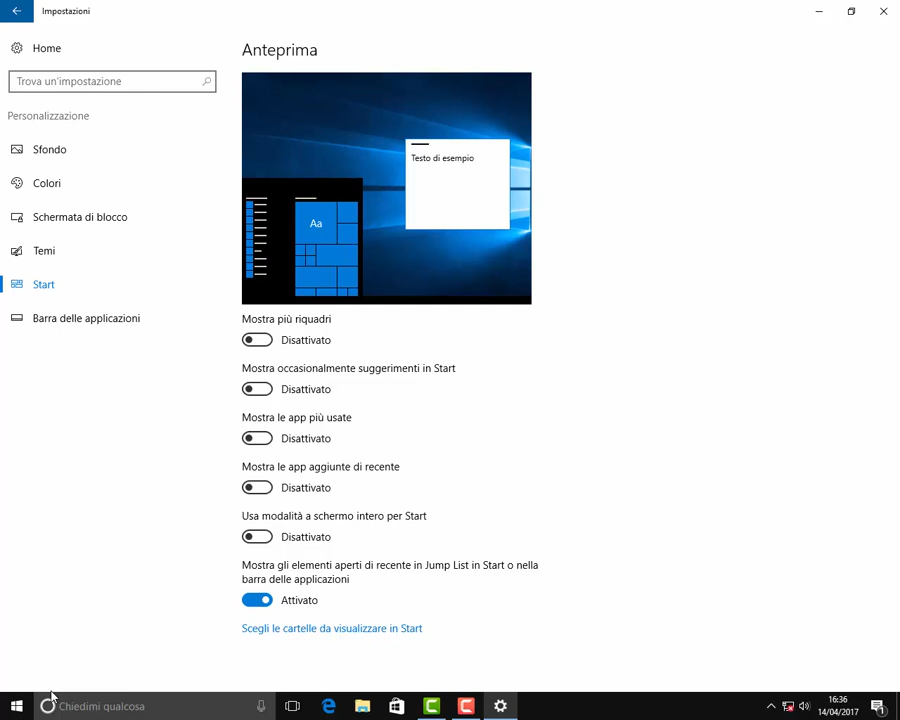 Impostazioni
Home
Trova un'impostazione
Personalizzazione
Sfondo
Colori
Schermata di blocco
Temi
Start
Barra delle applicazioni
Anteprima
Testo di esempio
Aa
Mostra più riquadri
Disattivato
Mostra occasionalmente suggerimenti in Start
Disattivato
Mostra le app più usate
Disattivato
Mostra le app aggiunte di recente
Disattivato
Usa modalità a schermo intero per Start
Disattivato
Mostra gli elementi aperti di recente in Jump List in Start o nella
barra delle applicazioni
Attivato
Scegli le cartelle da visualizzare in Start
Chiedimi qualcosa
16:36
14/04/2017
1